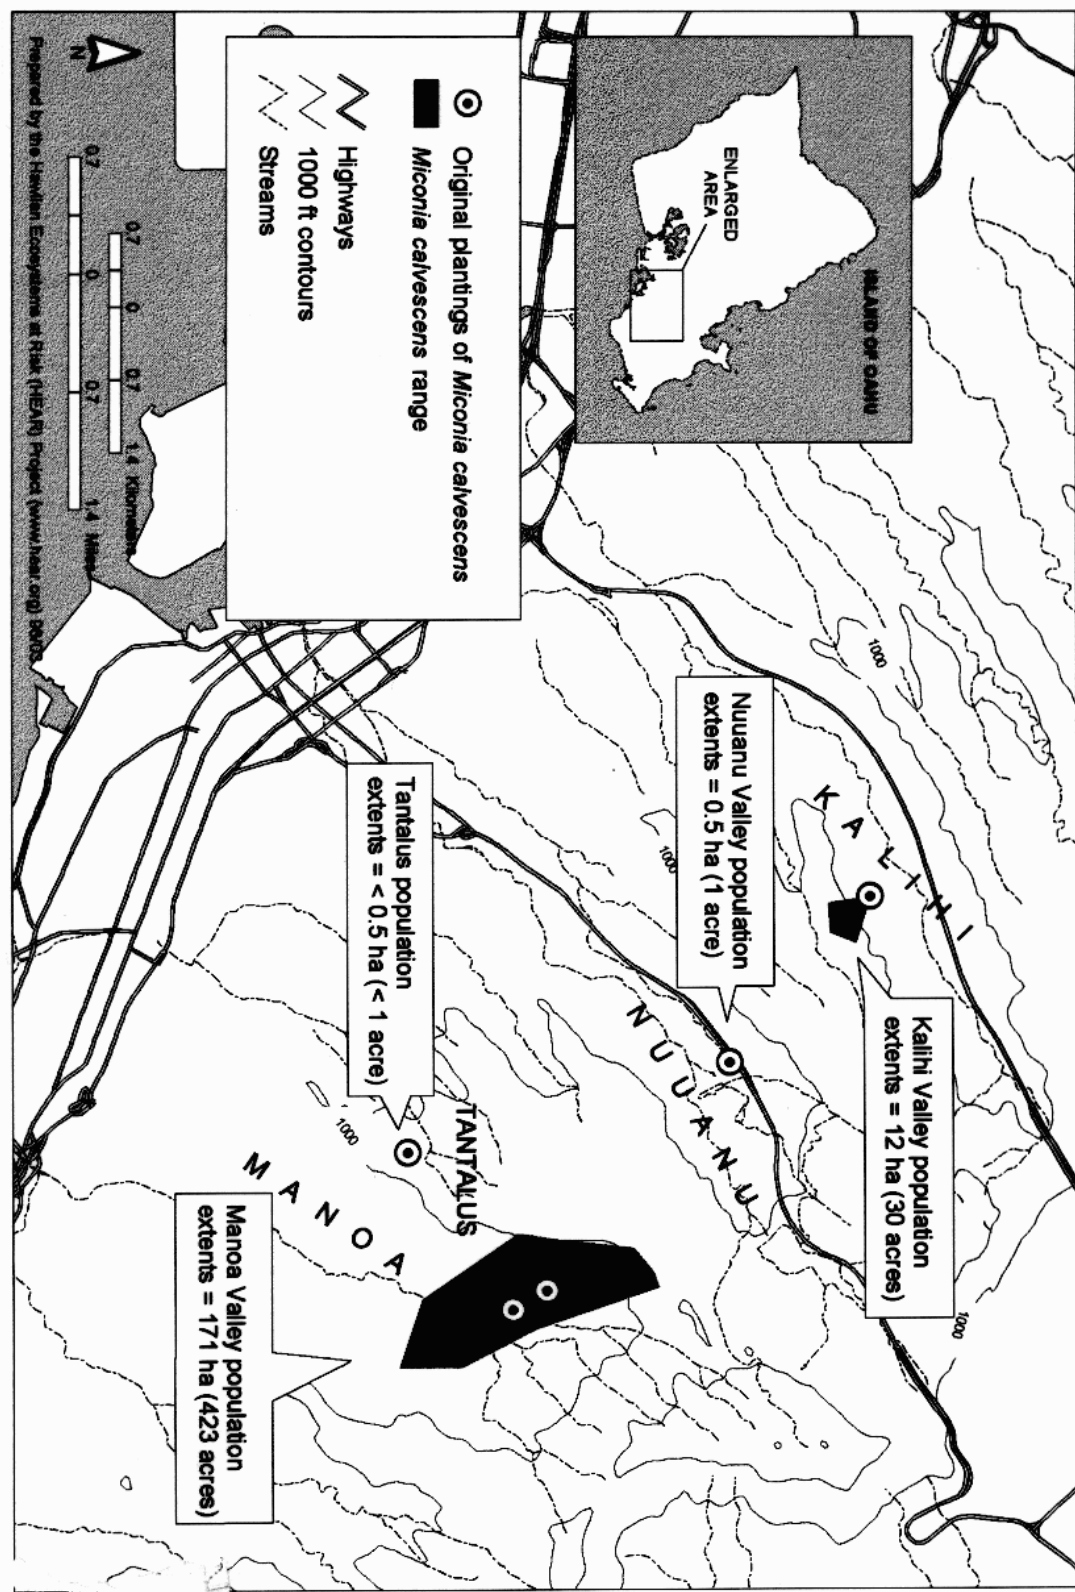 ISLAND OF OAHU
ENLARGED
AREA
Original plantings of Miconia calvescens
Miconia calvescens range
Highways
1000 ft contours
Streams
1000
KALIHI
Kalihi Valley population
extents = 12 ha (30 acres)
Nuuanu Valley population
extents = 0.5 ha (1 acre)
1000
NUUANU
1000
Tantalus population
extents = < 0.5 ha (< 1 acre)
TANTALUS
1000
MANOA
Manoa Valley population
extents = 171 ha (423 acres)
0.7 0 0.7 1.4 Kilometers
0.7 0 0.7 1.4 Miles
N
Prepared by the Hawaiian Ecosystems at Risk (HEAR) Project (www.hear.org)